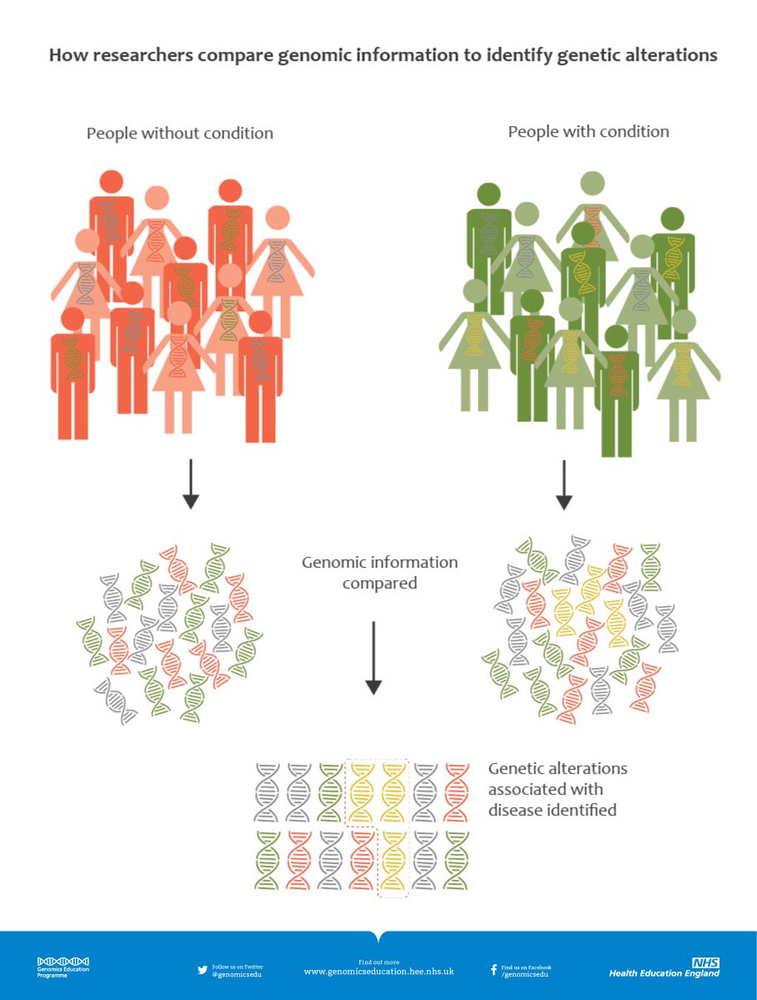 How researchers compare genomic information to identify genetic alterations
People without condition
People with condition
Genomic information
compared
Genetic alterations
associated with
disease identified
Genomics Education
Programme
Follow us on Twitter
@genomicsedu
Find out more
www.genomicseducation.hee.nhs.uk
Find us on Facebook
/genomicsedu
NHS
Health Education England